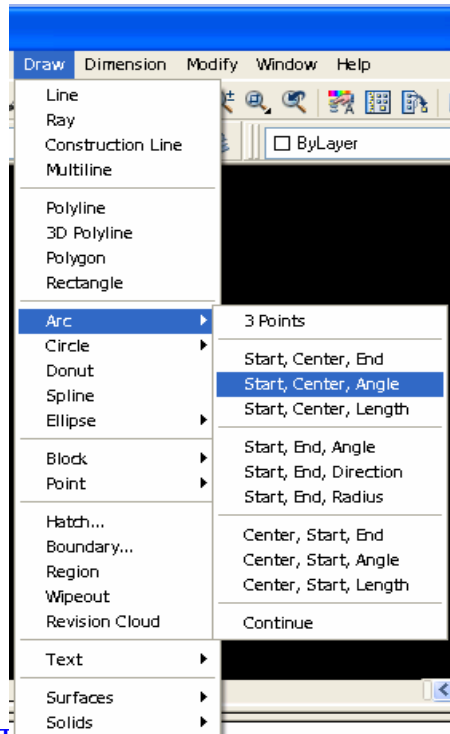 Draw Dimension Modify Window Help
ByLayer
Line
Ray
Construction Line
Multiline
Polyline
3D Polyline
Polygon
Rectangle
Arc
Circle
Donut
Spline
Ellipse
Block
Point
Hatch...
Boundary...
Region
Wipeout
Revision Cloud
Text
Surfaces
Solids
3 Points
Start, Center, End
Start, Center, Angle
Start, Center, Length
Start, End, Angle
Start, End, Direction
Start, End, Radius
Center, Start, End
Center, Start, Angle
Center, Start, Length
Continue